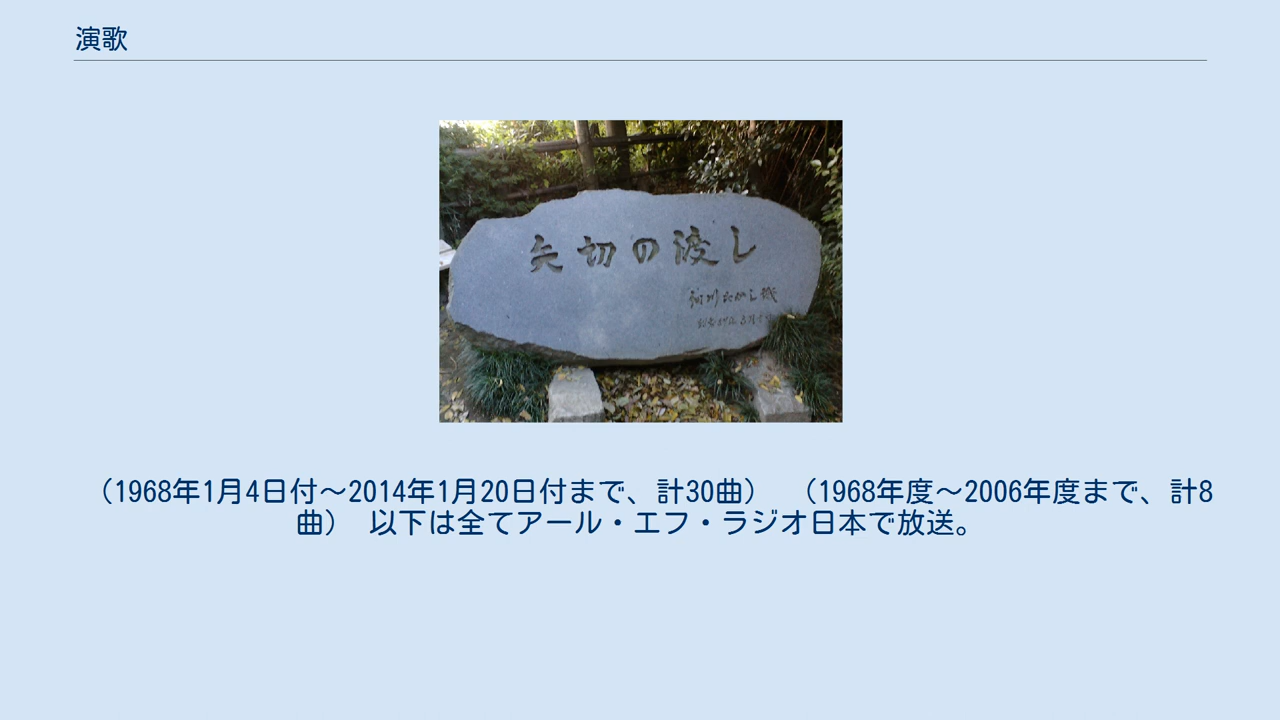 演歌
矢切の渡し
（1968年1月4日付～2014年1月20日付まで、計30曲）　（1968年度～2006年度まで、計8
曲）　以下は全てアール・エフ・ラジオ日本で放送。